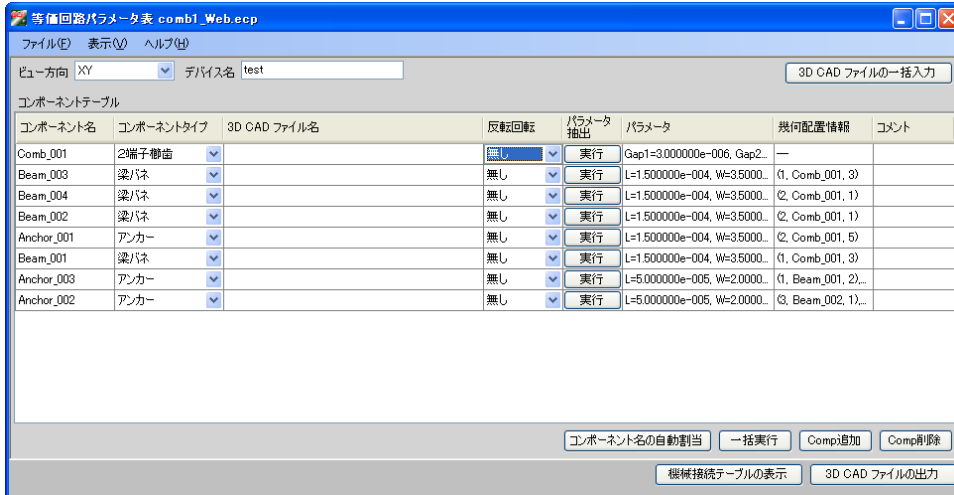 等価回路パラメータ表 comb1_Web.ecp
ファイル(F) 表示(V) ヘルプ(H)
ビュー方向 XY デバイス名 test 3D CAD ファイルの一括入力
コンポーネントテーブル
コンポーネント名 コンポーネントタイプ 3D CAD ファイル名 反転回転 パラメータ抽出 パラメータ 幾何配置情報 コメント
Comb_001 2端子櫛歯 無し 実行 Gap1=3.000000e-006, Gap2... —
Beam_003 梁バネ 無し 実行 L=1.500000e-004, W=3.5000... (1, Comb_001, 3)
Beam_004 梁バネ 無し 実行 L=1.500000e-004, W=3.5000... (2, Comb_001, 1)
Beam_002 梁バネ 無し 実行 L=1.500000e-004, W=3.5000... (2, Comb_001, 1)
Anchor_001 アンカー 無し 実行 L=1.500000e-004, W=3.5000... (2, Comb_001, 5)
Beam_001 梁バネ 無し 実行 L=1.500000e-004, W=3.5000... (1, Comb_001, 3)
Anchor_003 アンカー 無し 実行 L=5.000000e-005, W=2.0000... (1, Beam_001, 2),...
Anchor_002 アンカー 無し 実行 L=5.000000e-005, W=2.0000... (3, Beam_002, 1),...
コンポーネント名の自動割当 一括実行 Comp追加 Comp削除
機械接続テーブルの表示 3D CAD ファイルの出力